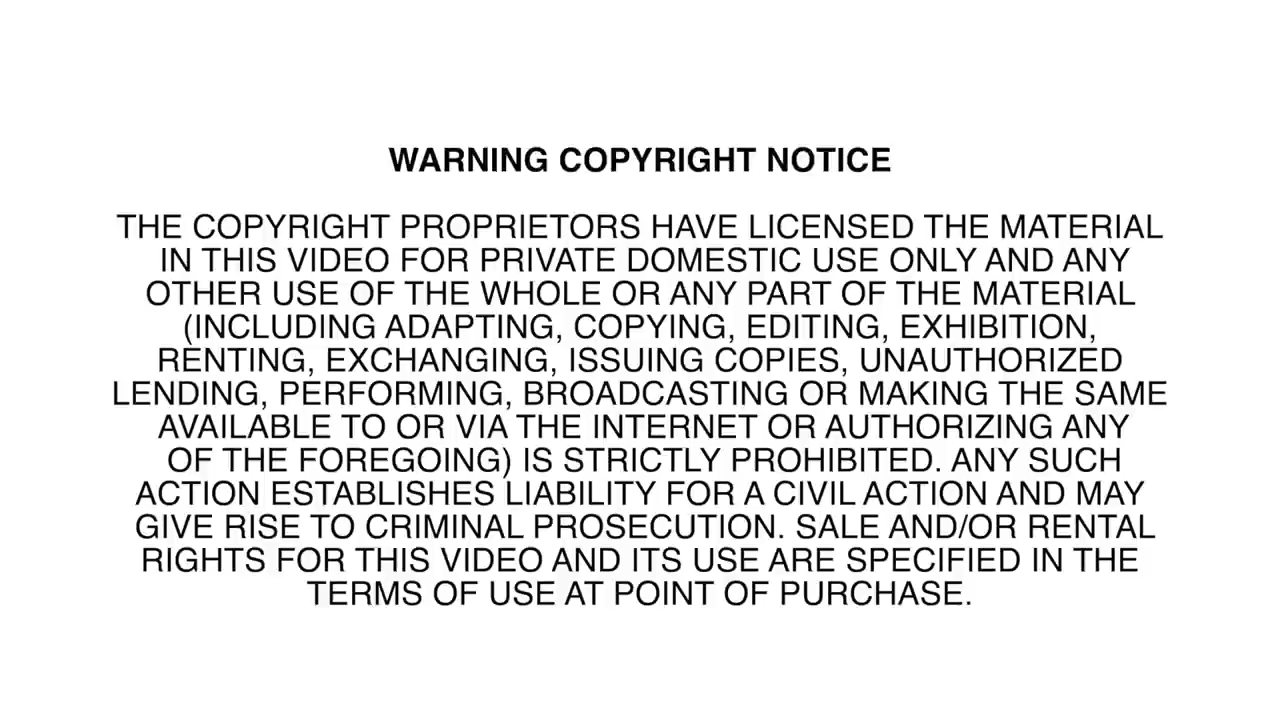 WARNING COPYRIGHT NOTICE
THE COPYRIGHT PROPRIETORS HAVE LICENSED THE MATERIAL
IN THIS VIDEO FOR PRIVATE DOMESTIC USE ONLY AND ANY
OTHER USE OF THE WHOLE OR ANY PART OF THE MATERIAL
(INCLUDING ADAPTING, COPYING, EDITING, EXHIBITION,
RENTING, EXCHANGING, ISSUING COPIES, UNAUTHORIZED
LENDING, PERFORMING, BROADCASTING OR MAKING THE SAME
AVAILABLE TO OR VIA THE INTERNET OR AUTHORIZING ANY
OF THE FOREGOING) IS STRICTLY PROHIBITED. ANY SUCH
ACTION ESTABLISHES LIABILITY FOR A CIVIL ACTION AND MAY
GIVE RISE TO CRIMINAL PROSECUTION. SALE AND/OR RENTAL
RIGHTS FOR THIS VIDEO AND ITS USE ARE SPECIFIED IN THE
TERMS OF USE AT POINT OF PURCHASE.